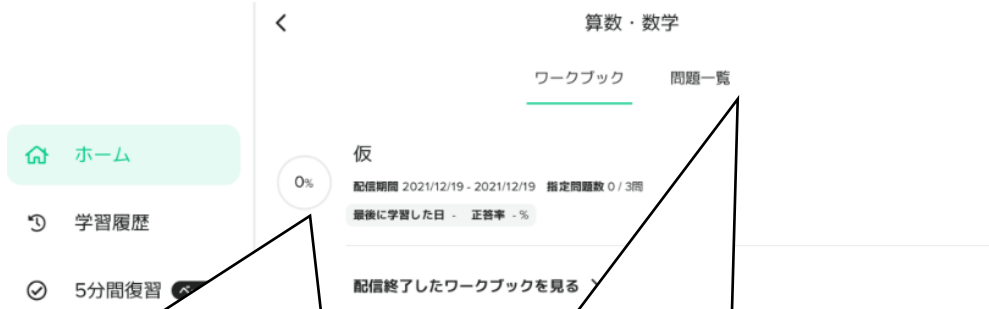 算数・数学
ワークブック 問題一覧
ホーム
学習履歴
5分間復習
仮
0%
配信期間 2021/12/19 - 2021/12/19 指定問題数 0 / 3問
最後に学習した日 - 正答率 - %
配信終了したワークブックを見る